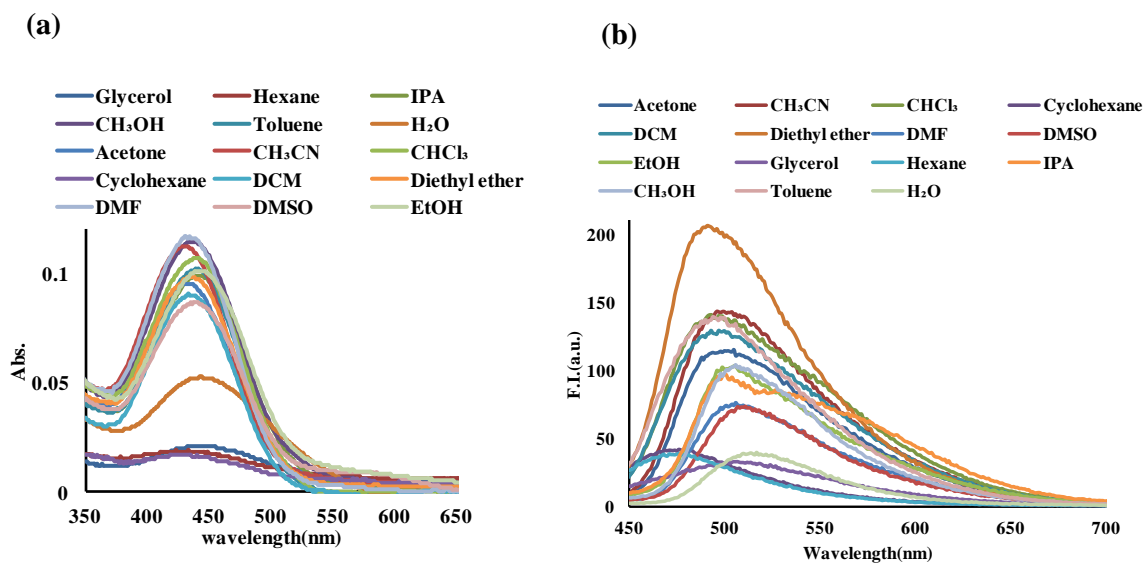 (a)
Glycerol Hexane IPA
CH₃OH Toluene H₂O
Acetone CH₃CN CHCl₃
Cyclohexane DCM Diethyl ether
DMF DMSO EtOH
Abs.
0.1
0.05
0
350 400 450 500 550 600 650
wavelength(nm)
(b)
Acetone CH₃CN CHCl₃ Cyclohexane
DCM Diethyl ether DMF DMSO
EtOH Glycerol Hexane IPA
CH₃OH Toluene H₂O
F.I.(a.u.)
200
150
100
50
0
450 500 550 600 650 700
Wavelength(nm)